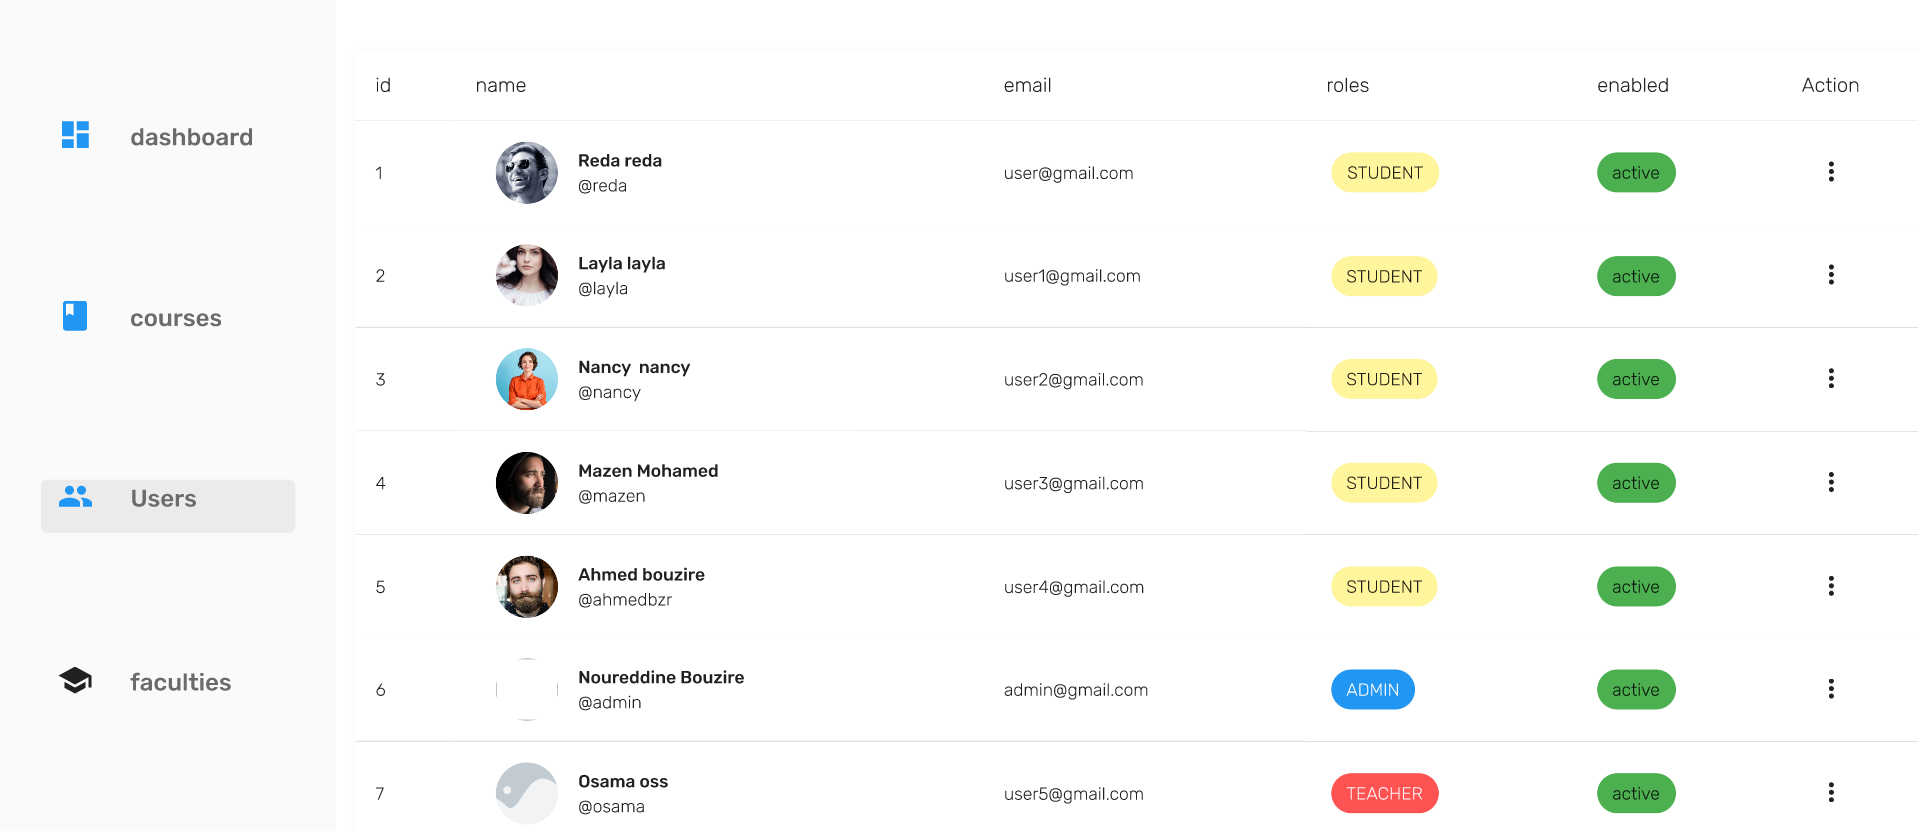 dashboard
courses
Users
faculties
id name email roles enabled Action
1 Reda reda user@gmail.com STUDENT active
@reda
2 Layla layla user1@gmail.com STUDENT active
@layla
3 Nancy nancy user2@gmail.com STUDENT active
@nancy
4 Mazen Mohamed user3@gmail.com STUDENT active
@mazen
5 Ahmed bouzire user4@gmail.com STUDENT active
@ahmedbzr
6 Noureddine Bouzire admin@gmail.com ADMIN active
@admin
7 Osama oss user5@gmail.com TEACHER active
@osama